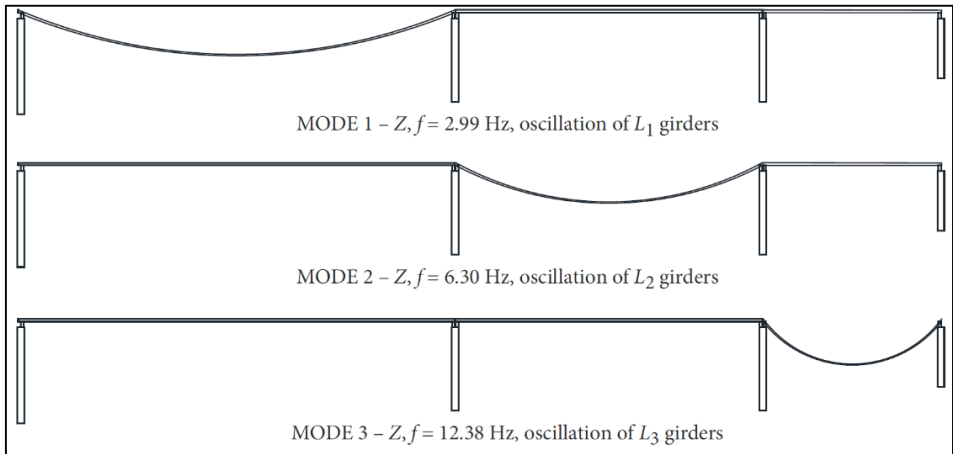 MODE 1 – Z, f = 2.99 Hz, oscillation of L₁ girders
MODE 2 – Z, f = 6.30 Hz, oscillation of L₂ girders
MODE 3 – Z, f = 12.38 Hz, oscillation of L₃ girders